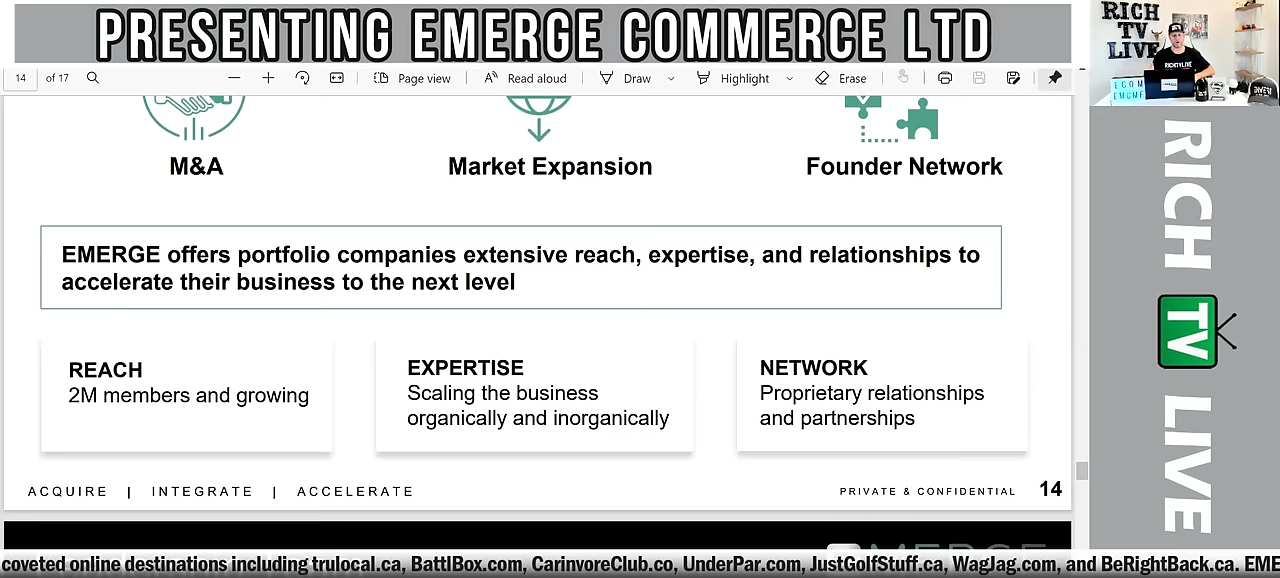 PRESENTING EMERGE COMMERCE LTD
14 of 17 Page view Read aloud Draw Highlight Erase
M&A
Market Expansion
Founder Network
EMERGE offers portfolio companies extensive reach, expertise, and relationships to
accelerate their business to the next level
REACH
2M members and growing
EXPERTISE
Scaling the business
organically and inorganically
NETWORK
Proprietary relationships
and partnerships
ACQUIRE | INTEGRATE | ACCELERATE
PRIVATE & CONFIDENTIAL 14
coveted online destinations including trulocal.ca, BattlBox.com, CarinvoreClub.co, UnderPar.com, JustGolfStuff.ca, WagJag.com, and BeRightBack.ca. EME
RICH
TV
LIVE
RICH
TV
LIVE